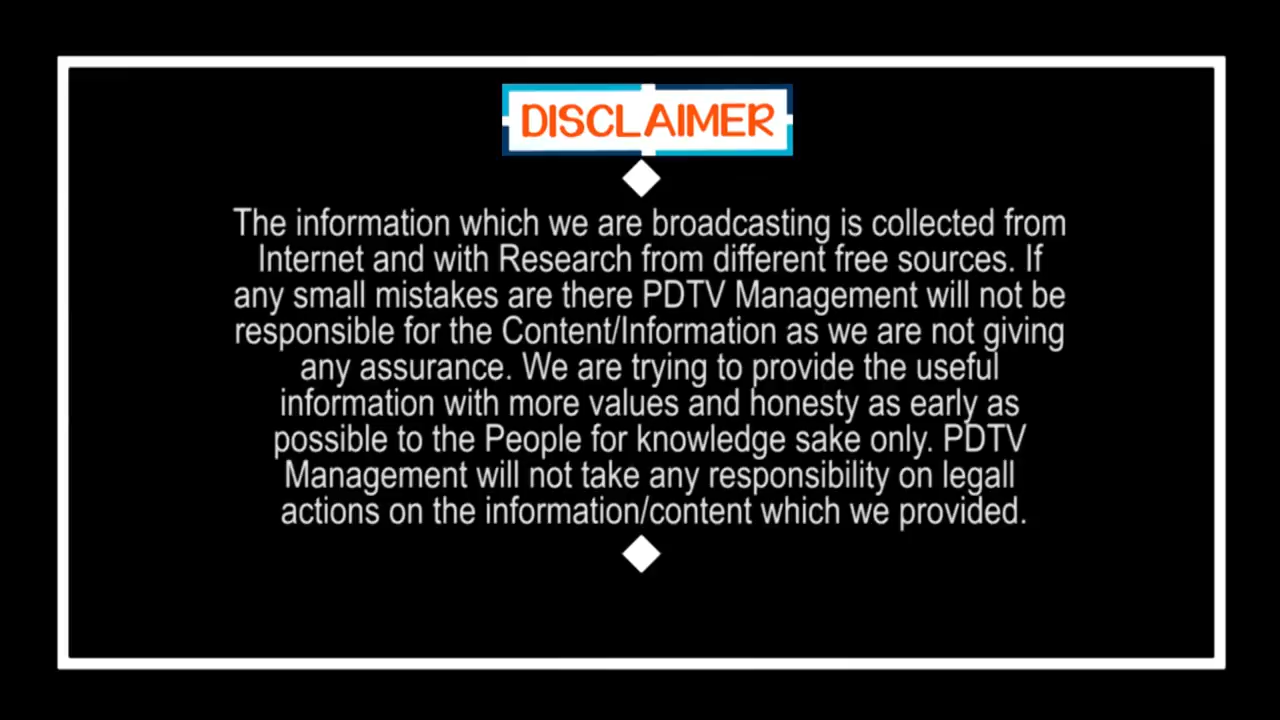 DISCLAIMER
The information which we are broadcasting is collected from
Internet and with Research from different free sources. If
any small mistakes are there PDTV Management will not be
responsible for the Content/Information as we are not giving
any assurance. We are trying to provide the useful
information with more values and honesty as early as
possible to the People for knowledge sake only. PDTV
Management will not take any responsibility on legall
actions on the information/content which we provided.